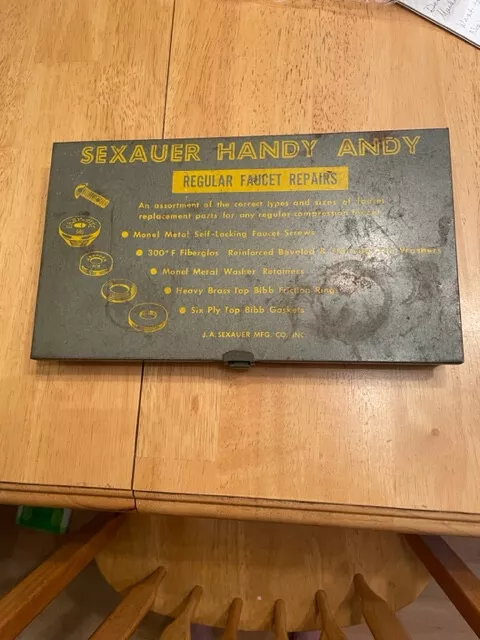 SEXAUER HANDY ANDY
REGULAR FAUCET REPAIRS
An assortment of the correct types and sizes of faucet
replacement parts for any regular compression faucet
Monel Metal Self-Locking Faucet Screws
300°F Fiberglas Reinforced Beveled & Washers
Monel Metal Washer Retainers
Heavy Brass Top Bibb Friction Rings
Six Ply Top Bibb Gaskets
J.A. SEXAUER MFG. CO. INC.